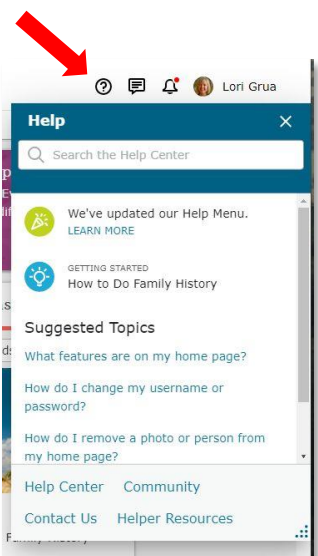 Lori Grua
Help
Search the Help Center
We've updated our Help Menu.
LEARN MORE
GETTING STARTED
How to Do Family History
Suggested Topics
What features are on my home page?
How do I change my username or
password?
How do I remove a photo or person from
my home page?
Help Center Community
Contact Us Helper Resources